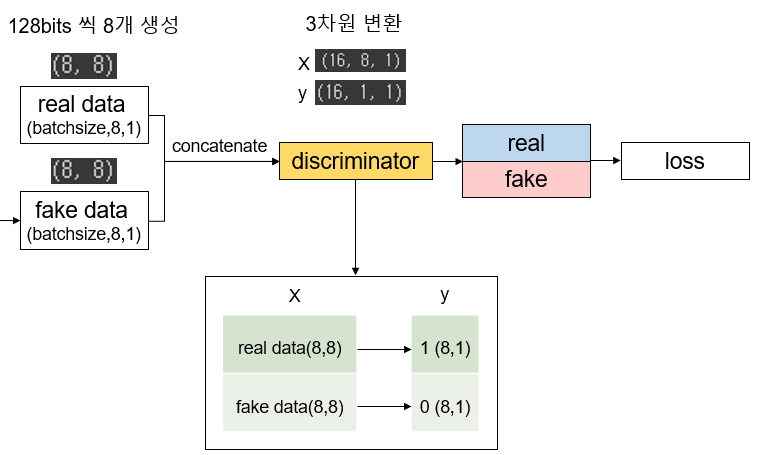 128bits 씩 8개 생성
(8, 8)
real data
(batchsize,8,1)
(8, 8)
fake data
(batchsize,8,1)
concatenate
3차원 변환
X (16, 8, 1)
y (16, 1, 1)
discriminator
real
fake
loss
X y
real data(8,8) 1 (8,1)
fake data(8,8) 0 (8,1)